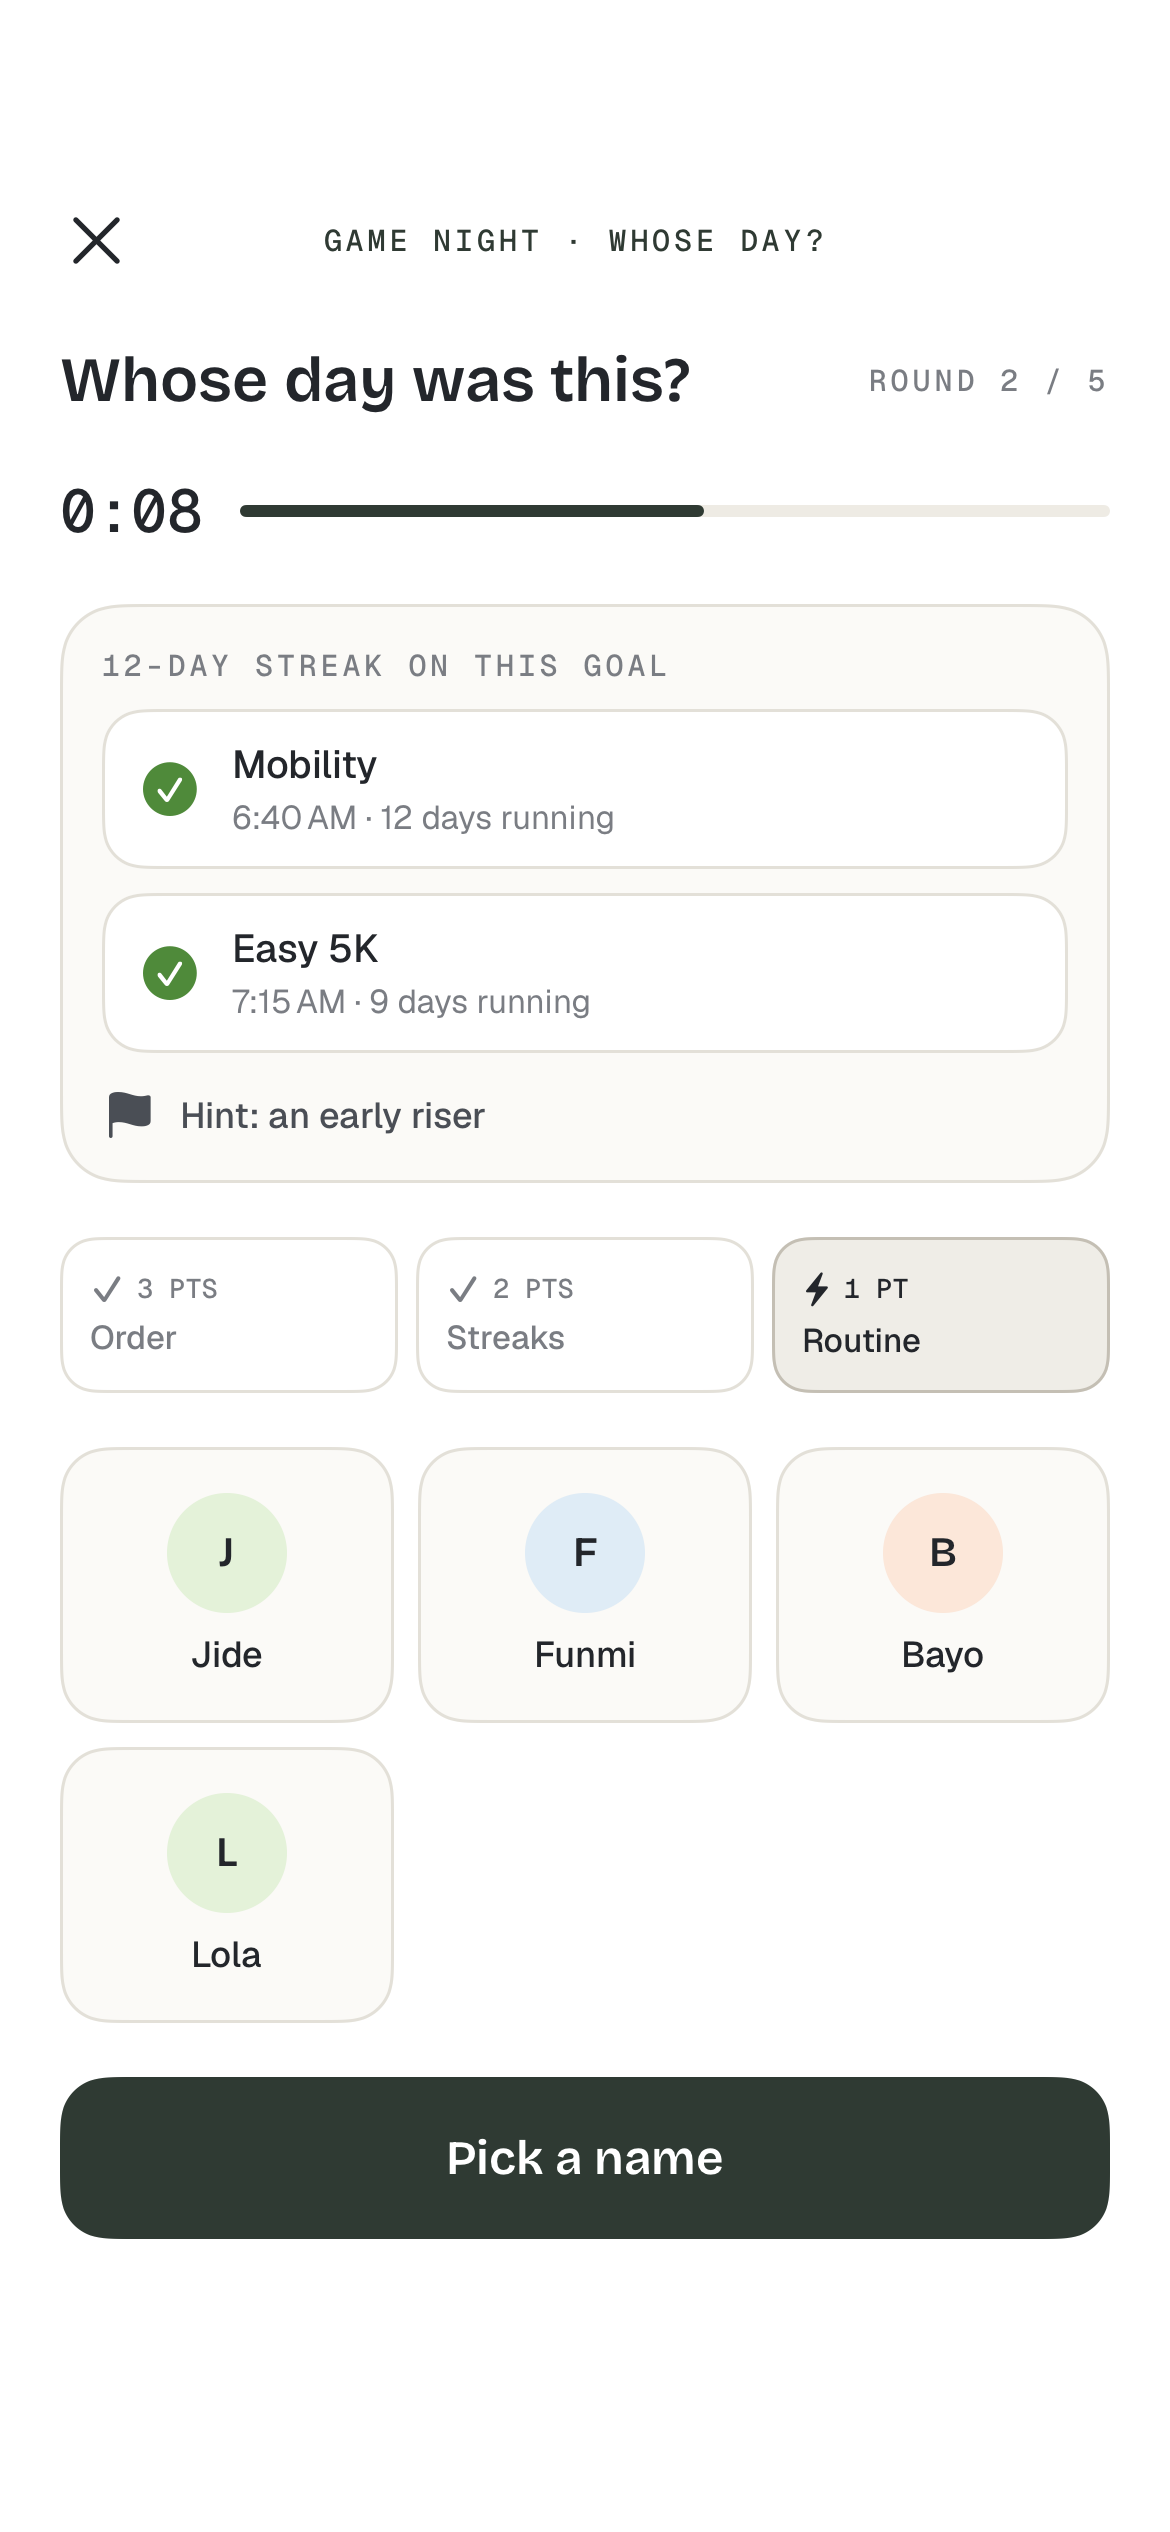 GAME NIGHT · WHOSE DAY?
Whose day was this?
ROUND 2 / 5
0:08
12-DAY STREAK ON THIS GOAL
Mobility
6:40 AM · 12 days running
Easy 5K
7:15 AM · 9 days running
Hint: an early riser
3 PTS
Order
2 PTS
Streaks
1 PT
Routine
J
Jide
F
Funmi
B
Bayo
L
Lola
Pick a name